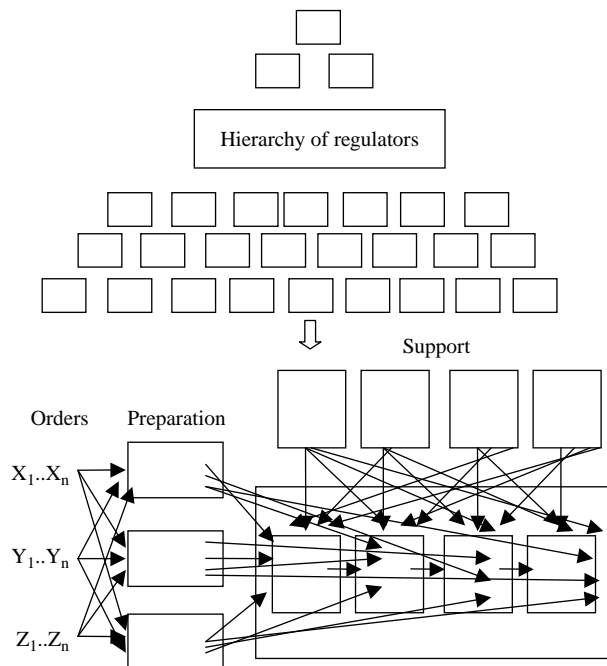 Hierarchy of regulators
Support
Orders Preparation
X₁..Xₙ
Y₁..Yₙ
Z₁..Zₙ